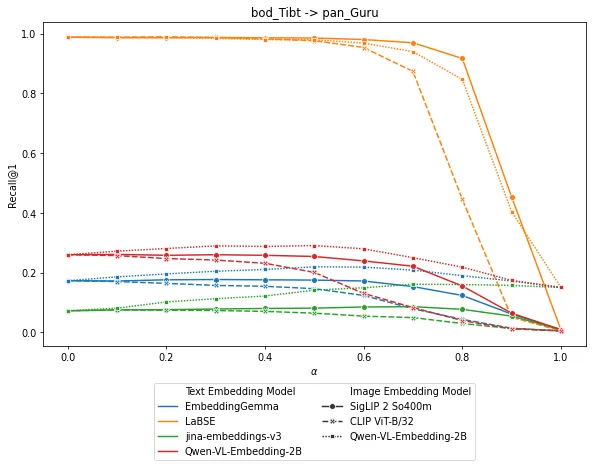 bod_Tibt -> pan_Guru
1.0
0.8
0.6
0.4
0.2
0.0
Recall@1
0.0 0.2 0.4 0.6 0.8 1.0
α
Text Embedding Model Image Embedding Model
EmbeddingGemma SigLIP 2 So400m
LaBSE CLIP ViT-B/32
jina-embeddings-v3 Qwen-VL-Embedding-2B
Qwen-VL-Embedding-2B